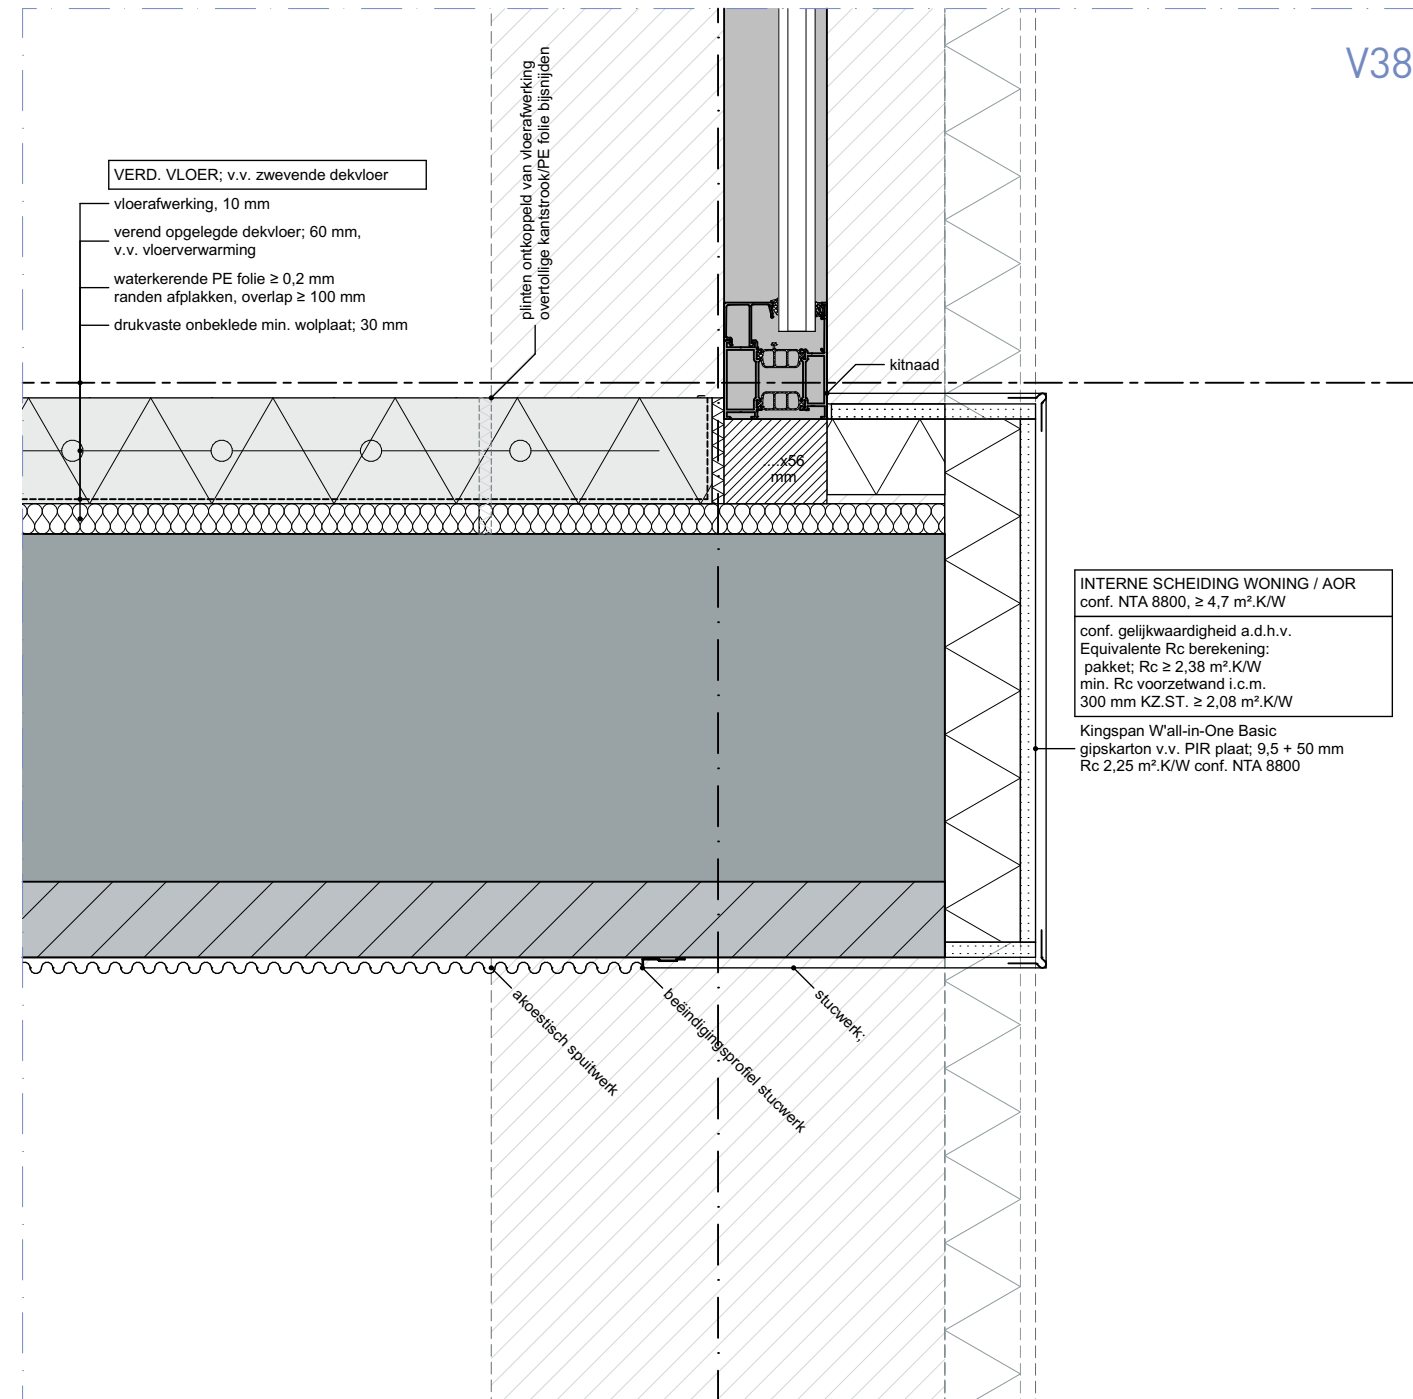 V38
plinten ontkoppeld van vloerafwerking
overtollige kantstrook/PE folie bijsnijden
VERD. VLOER; v.v. zwevende dekvloer
vloerafwerking, 10 mm
verend opgelegde dekvloer; 60 mm,
v.v. vloerverwarming
waterkerende PE folie ≥ 0,2 mm
randen afplakken, overlap ≥ 100 mm
drukvaste onbeklede min. wolplaat; 30 mm
kitnaad
....x56
mm
INTERNE SCHEIDING WONING / AOR
conf. NTA 8800, ≥ 4,7 m².K/W
conf. gelijkwaardigheid a.d.h.v.
Equivalente Rc berekening:
pakket; Rc ≥ 2,38 m².K/W
min. Rc voorzetwand i.c.m.
300 mm KZ.ST. ≥ 2,08 m².K/W
Kingspan W'all-in-One Basic
gipskarton v.v. PIR plaat; 9,5 + 50 mm
Rc 2,25 m².K/W conf. NTA 8800
akoestisch spuitwerk
beëindigingsprofiel stucwerk
stucwerk;